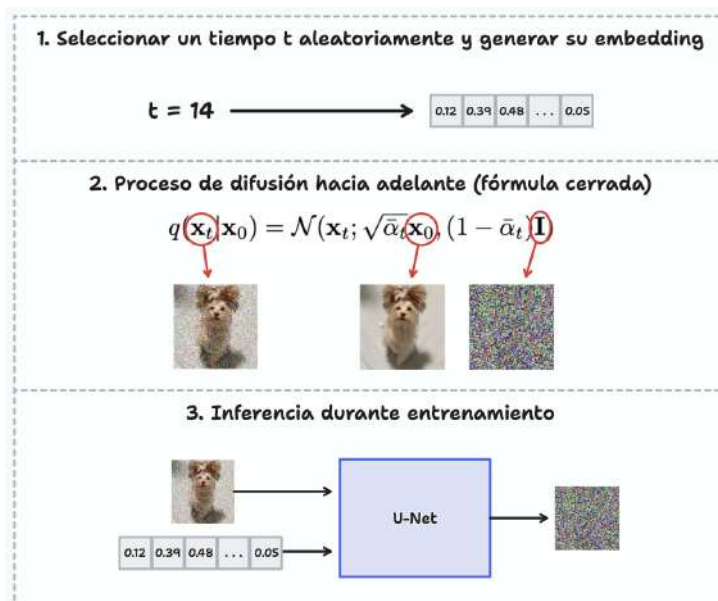 1. Seleccionar un tiempo t aleatoriamente y generar su embedding
t = 14
0.12 0.39 0.48 ... 0.05
2. Proceso de difusión hacia adelante (fórmula cerrada)
q(𝐱ₜ|𝐱₀) = 𝒩(𝐱ₜ; √ᾱₜ𝐱₀, (1 − ᾱₜ)𝐈)
3. Inferencia durante entrenamiento
U-Net
0.12 0.39 0.48 ... 0.05